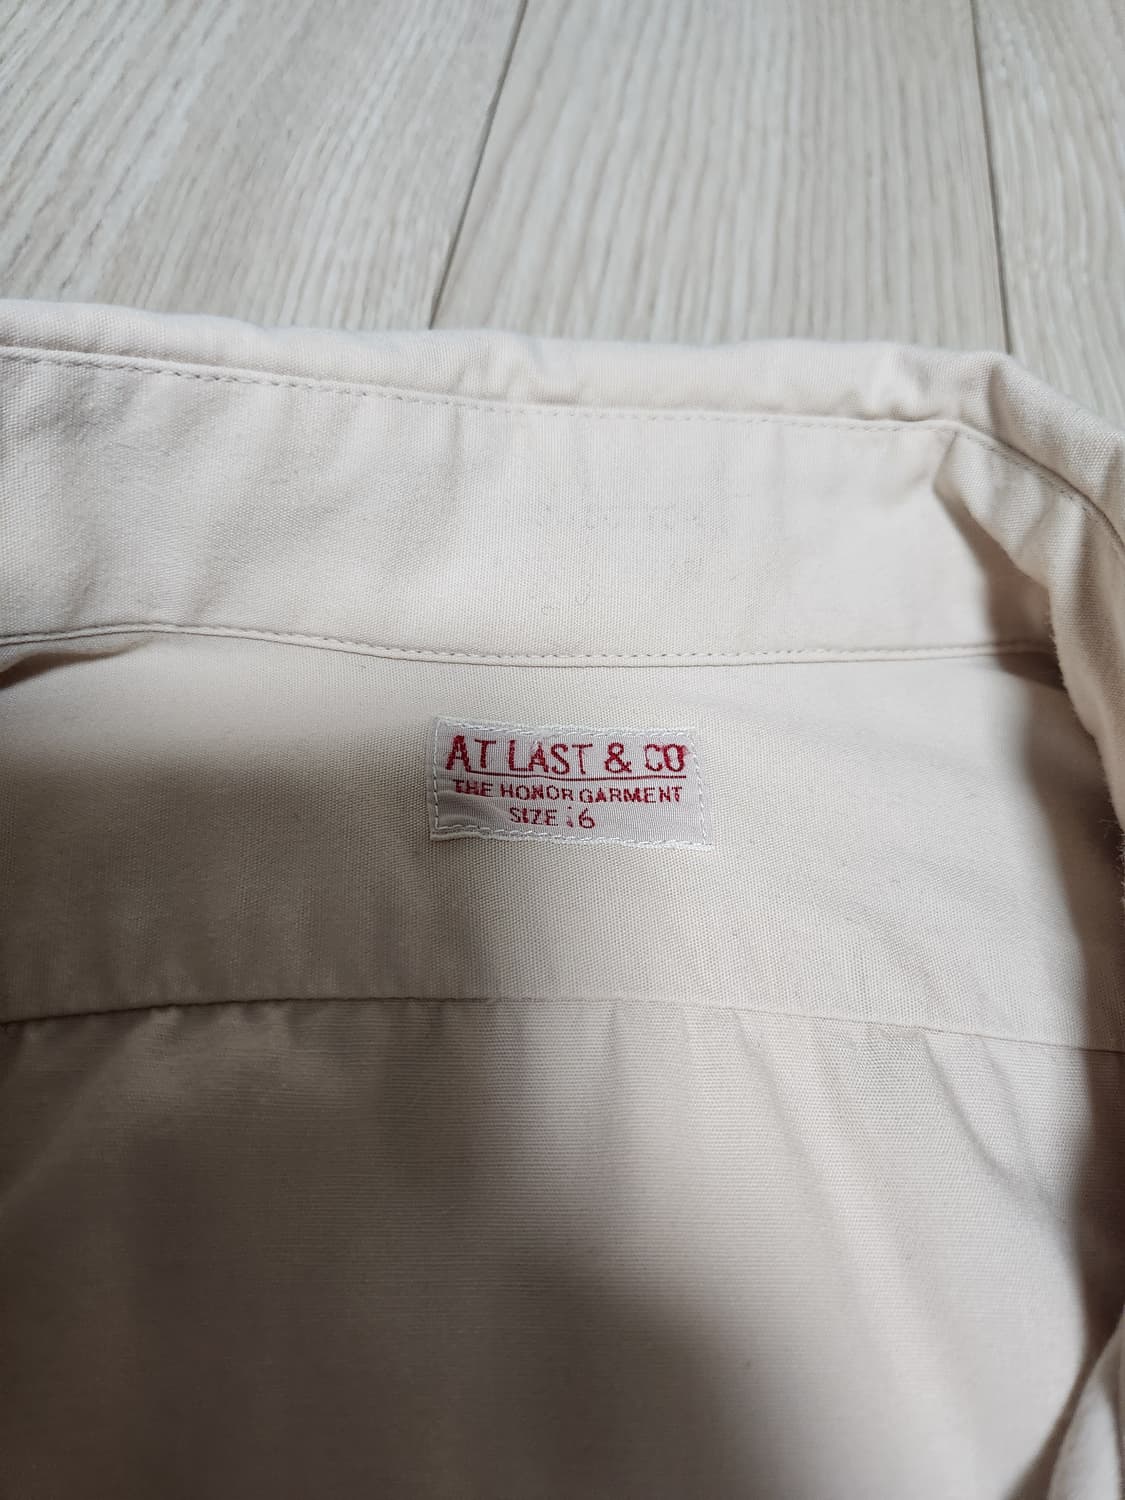 AT LAST & CO
THE HONOR GARMENT
SIZE 16